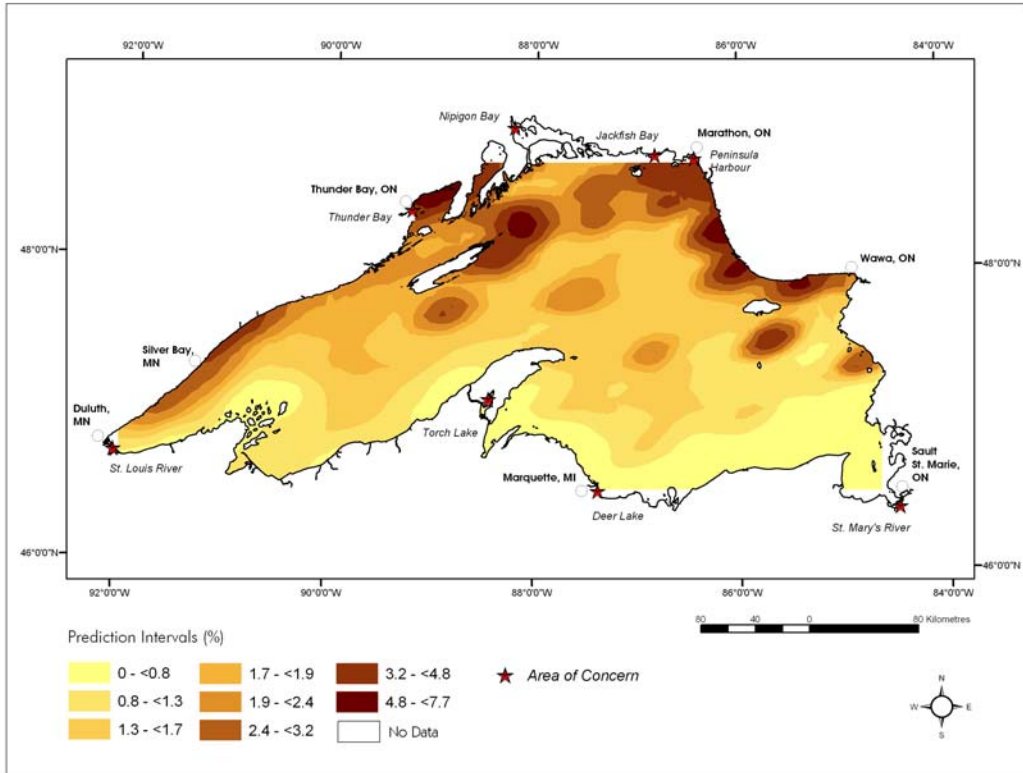 92°0'0"W
90°0'0"W
88°0'0"W
86°0'0"W
84°0'0"W
Nipigon Bay
Jackfish Bay
Marathon, ON
Peninsula
Harbour
Thunder Bay, ON
Thunder Bay
48°0'0"N
48°0'0"N
Wawa, ON
Silver Bay,
MN
Duluth,
MN
St. Louis River
Torch Lake
Marquette, MI
Deer Lake
Sault
St. Marie,
ON
St. Mary's River
46°0'0"N
46°0'0"N
92°0'0"W
90°0'0"W
88°0'0"W
86°0'0"W
84°0'0"W
80 40 0 80 Kilometres
Prediction Intervals (%)
0 - <0.8
1.7 - <1.9
3.2 - <4.8
Area of Concern
0.8 - <1.3
1.9 - <2.4
4.8 - <7.7
1.3 - <1.7
2.4 - <3.2
No Data
N
W E
S